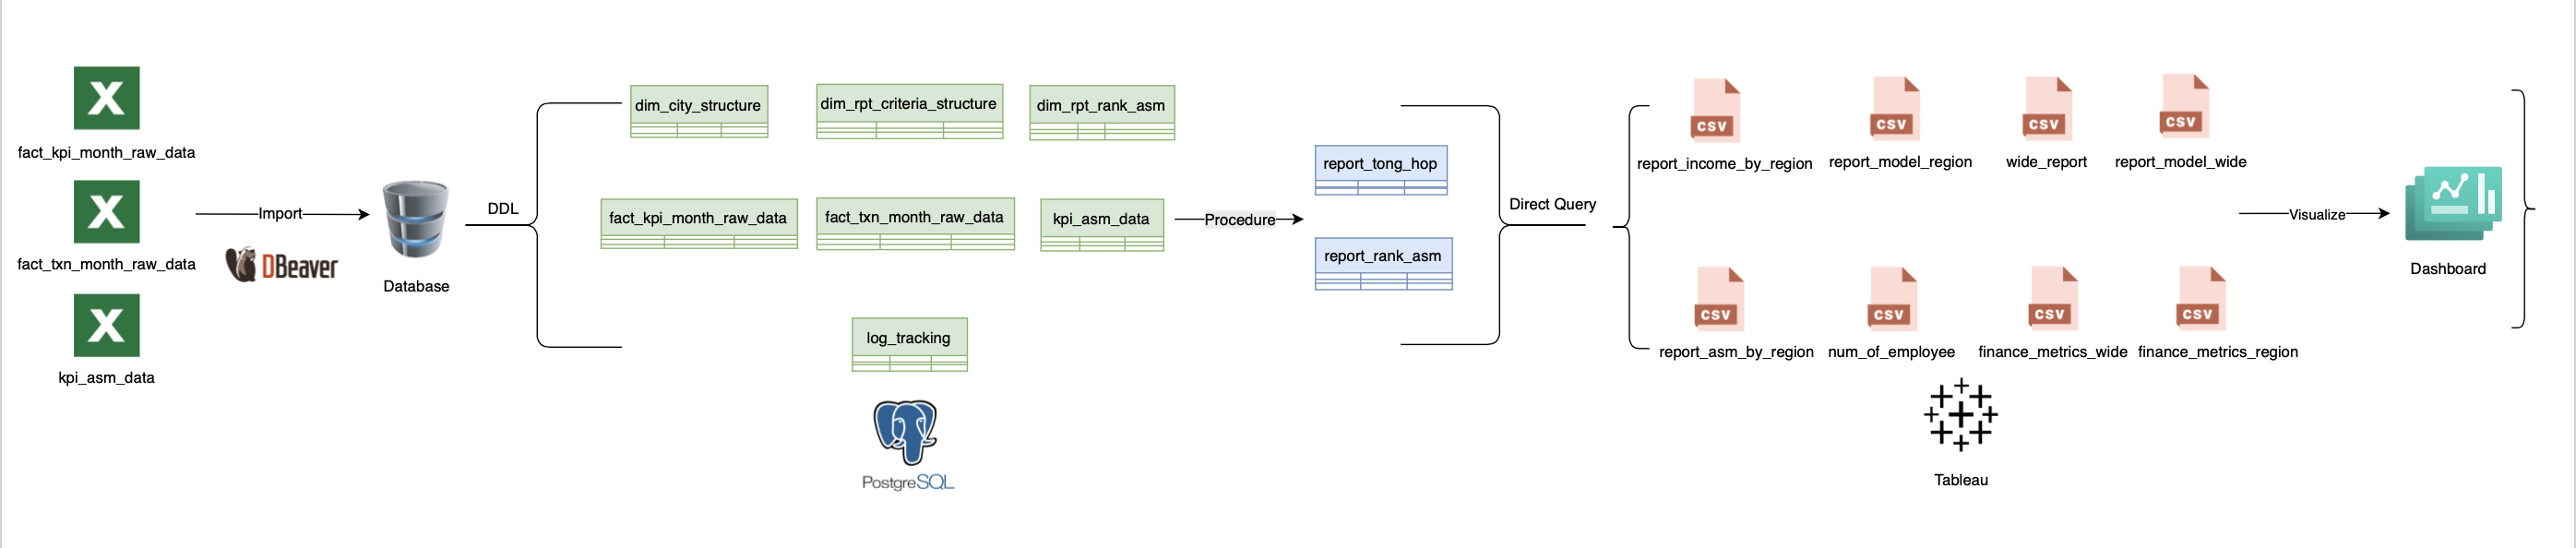 X
fact_kpi_month_raw_data
X
fact_txn_month_raw_data
X
kpi_asm_data
Import
DBeaver
Database
DDL
dim_city_structure
dim_rpt_criteria_structure
dim_rpt_rank_asm
fact_kpi_month_raw_data
fact_txn_month_raw_data
kpi_asm_data
log_tracking
PostgreSQL
Procedure
report_tong_hop
report_rank_asm
Direct Query
CSV
report_income_by_region
CSV
report_model_region
CSV
wide_report
CSV
report_model_wide
CSV
report_asm_by_region
CSV
num_of_employee
CSV
finance_metrics_wide
CSV
finance_metrics_region
Tableau
Visualize
Dashboard